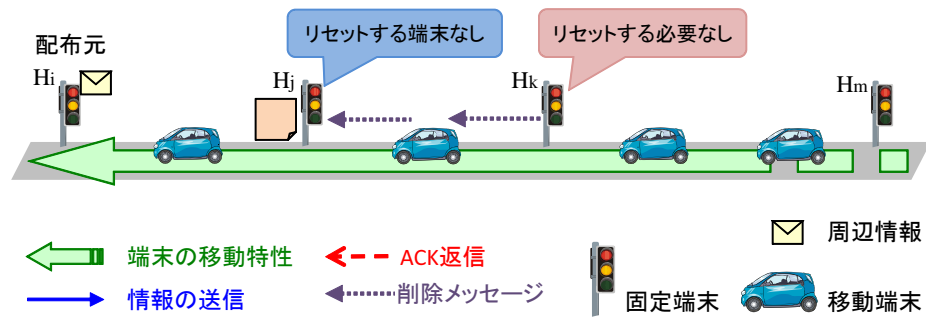 リセットする端末なし
リセットする必要なし
配布元
Hi
Hj
Hk
Hm
端末の移動特性
ACK返信
周辺情報
情報の送信
削除メッセージ
固定端末
移動端末